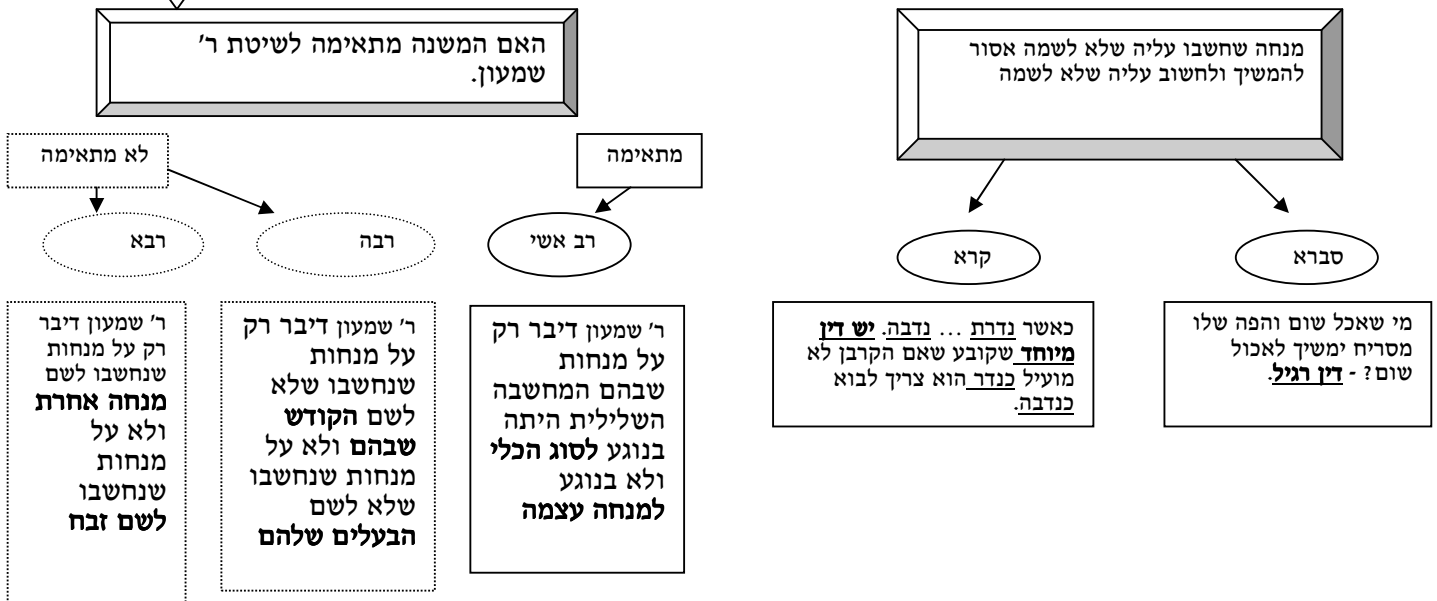 מנחה שחשבו עליה שלא לשמה אסור
להמשיך ולחשוב עליה שלא לשמה
סברא
קרא
מי שאכל שום והפה שלו
מסריח ימשיך לאכול
שום? - דין רגיל.
כאשר נדרת ... נדבה. יש דין
מיוחד שקובע שאם הקרבן לא
מועיל כנדר הוא צריך לבוא
כנדבה.
האם המשנה מתאימה לשיטת ר'
שמעון.
מתאימה
לא מתאימה
רב אשי
רבה
רבא
ר' שמעון דיבר רק
על מנחות
שבהם המחשבה
השלילית היתה
בנוגע לסוג הכלי
ולא בנוגע
למנחה עצמה
ר' שמעון דיבר רק
על מנחות
שנחשבו שלא
לשם הקודש
שבהם ולא על
מנחות שנחשבו
שלא לשם
הבעלים שלהם
ר' שמעון דיבר
רק על מנחות
שנחשבו לשם
מנחה אחרת
ולא על
מנחות
שנחשבו
לשם זבח